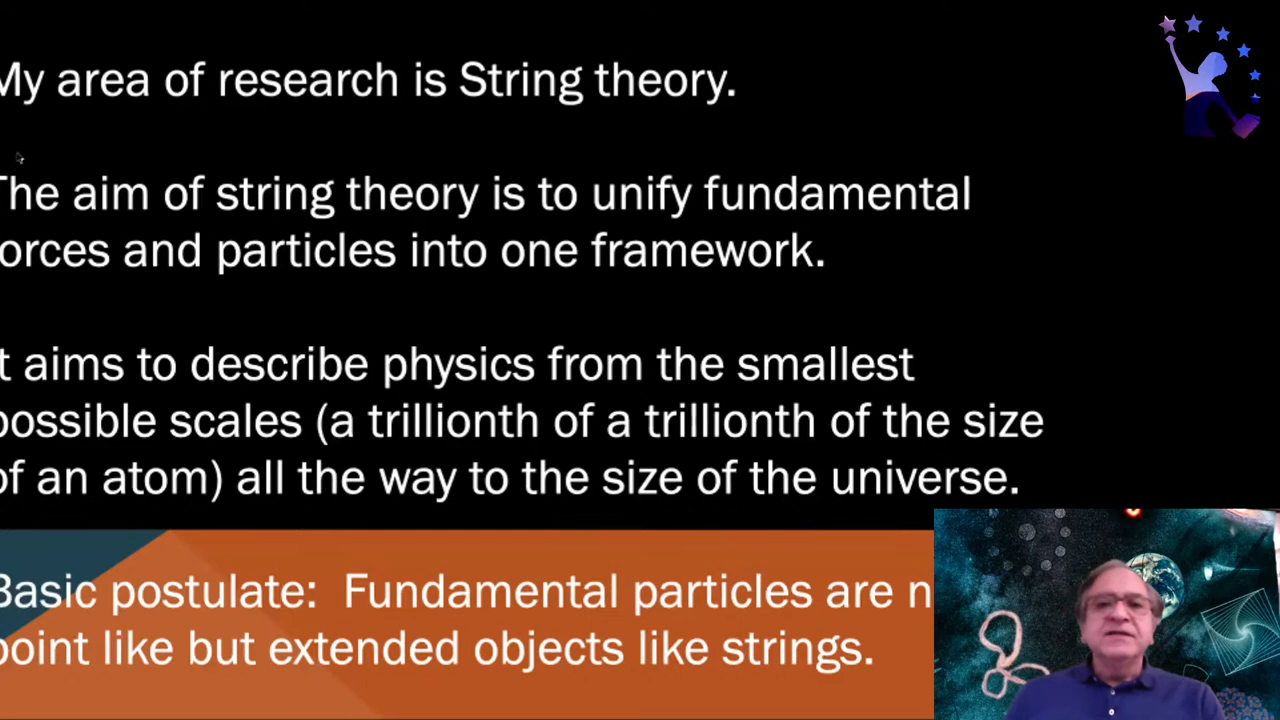 My area of research is String theory.
The aim of string theory is to unify fundamental
forces and particles into one framework.
It aims to describe physics from the smallest
possible scales (a trillionth of a trillionth of the size
of an atom) all the way to the size of the universe.
Basic postulate: Fundamental particles are n
point like but extended objects like strings.